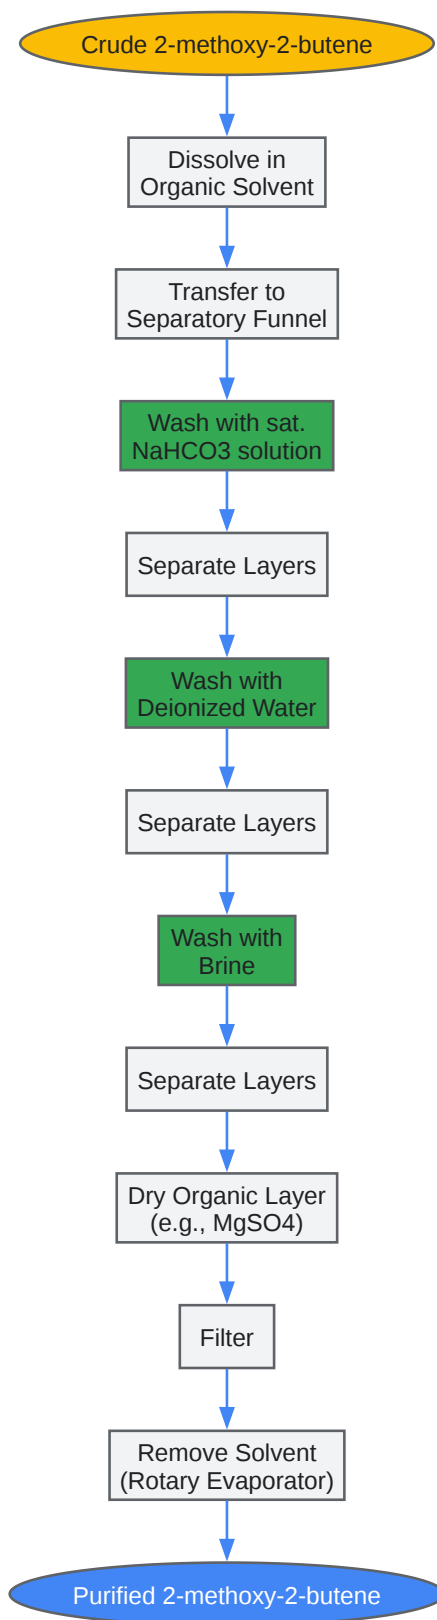 Crude 2-methoxy-2-butene
Dissolve in
Organic Solvent
Transfer to
Separatory Funnel
Wash with sat.
NaHCO3 solution
Separate Layers
Wash with
Deionized Water
Separate Layers
Wash with
Brine
Separate Layers
Dry Organic Layer
(e.g., MgSO4)
Filter
Remove Solvent
(Rotary Evaporator)
Purified 2-methoxy-2-butene